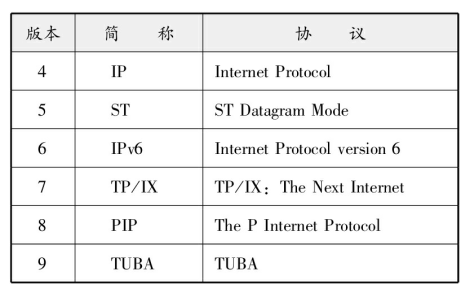 版本 简 称 协 议
4 IP Internet Protocol
5 ST ST Datagram Mode
6 IPv6 Internet Protocol version 6
7 TP/IX TP/IX：The Next Internet
8 PIP The P Internet Protocol
9 TUBA TUBA